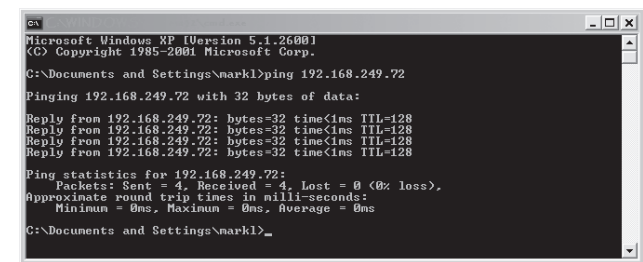 Microsoft Windows XP [Version 5.1.2600]
(C) Copyright 1985-2001 Microsoft Corp.
C:\Documents and Settings\markl>ping 192.168.249.72
Pinging 192.168.249.72 with 32 bytes of data:
Reply from 192.168.249.72: bytes=32 time<1ms TTL=128
Reply from 192.168.249.72: bytes=32 time<1ms TTL=128
Reply from 192.168.249.72: bytes=32 time<1ms TTL=128
Reply from 192.168.249.72: bytes=32 time<1ms TTL=128
Ping statistics for 192.168.249.72:
Packets: Sent = 4, Received = 4, Lost = 0 (0% loss),
Approximate round trip times in milli-seconds:
Minimum = 0ms, Maximum = 0ms, Average = 0ms
C:\Documents and Settings\markl>_